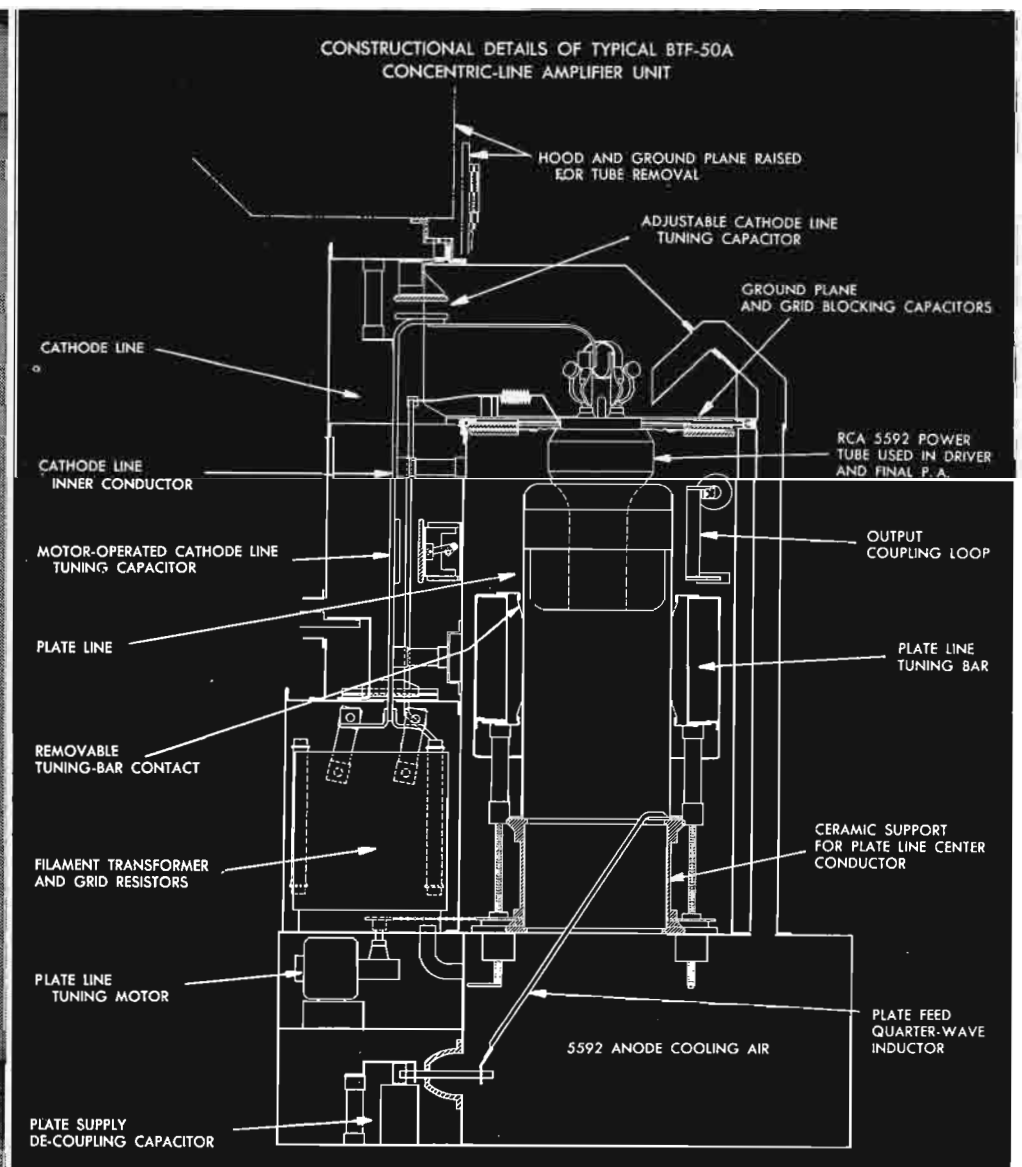 CONSTRUCTIONAL DETAILS OF TYPICAL BTF-50A
CONCENTRIC-LINE AMPLIFIER UNIT
HOOD AND GROUND PLANE RAISED
FOR TUBE REMOVAL
ADJUSTABLE CATHODE LINE
TUNING CAPACITOR
GROUND PLANE
AND GRID BLOCKING CAPACITORS
CATHODE LINE
RCA 5592 POWER
TUBE USED IN DRIVER
AND FINAL P.A.
CATHODE LINE
INNER CONDUCTOR
OUTPUT
COUPLING LOOP
MOTOR-OPERATED CATHODE LINE
TUNING CAPACITOR
PLATE LINE
PLATE LINE
TUNING BAR
REMOVABLE
TUNING-BAR CONTACT
CERAMIC SUPPORT
FOR PLATE LINE CENTER
CONDUCTOR
FILAMENT TRANSFORMER
AND GRID RESISTORS
PLATE LINE
TUNING MOTOR
PLATE FEED
QUARTER-WAVE
INDUCTOR
5592 ANODE COOLING AIR
PLATE SUPPLY
DE-COUPLING CAPACITOR